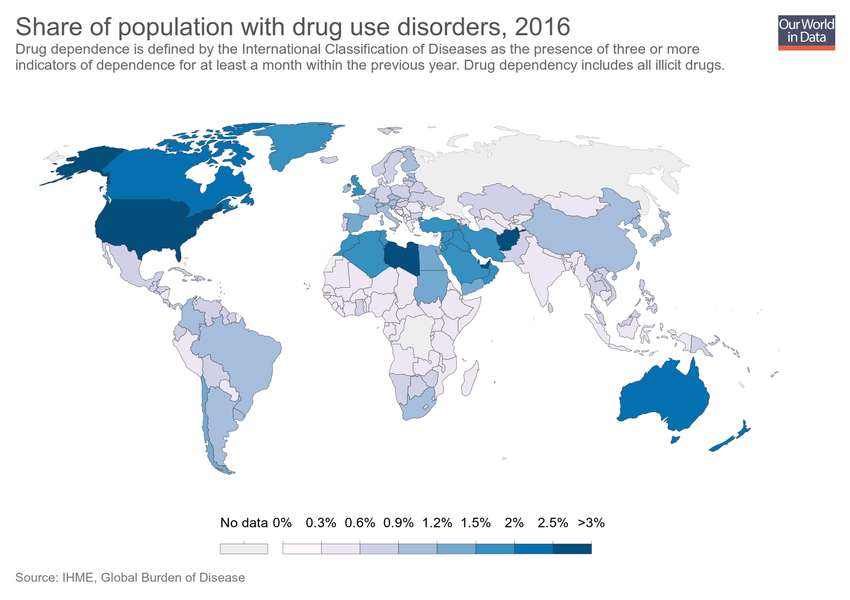 Share of population with drug use disorders, 2016
Drug dependence is defined by the International Classification of Diseases as the presence of three or more
indicators of dependence for at least a month within the previous year. Drug dependency includes all illicit drugs.
Our World
in Data
No data 0% 0.3% 0.6% 0.9% 1.2% 1.5% 2% 2.5% >3%
Source: IHME, Global Burden of Disease